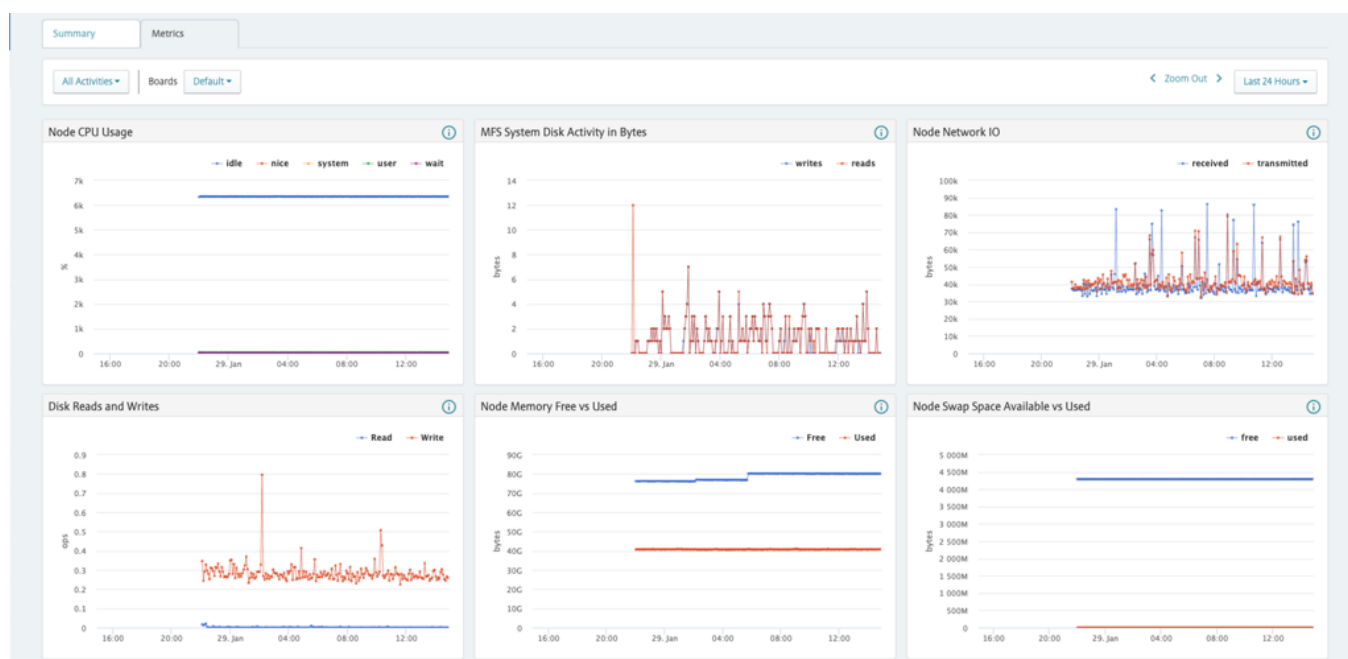 Summary Metrics
All Activities Boards Default Zoom Out Last 24 Hours
Node CPU Usage
idle nice system user wait
7k
6k
5k
4k
3k
2k
1k
0
%
16:00 20:00 29. Jan 04:00 08:00 12:00
MFS System Disk Activity in Bytes
writes reads
14
12
10
8
6
4
2
0
bytes
16:00 20:00 29. Jan 04:00 08:00 12:00
Node Network IO
received transmitted
100k
90k
80k
70k
60k
50k
40k
30k
20k
10k
0
bytes
16:00 20:00 29. Jan 04:00 08:00 12:00
Disk Reads and Writes
Read Write
0.9
0.8
0.7
0.6
0.5
0.4
0.3
0.2
0.1
0
ops
16:00 20:00 29. Jan 04:00 08:00 12:00
Node Memory Free vs Used
Free Used
90G
80G
70G
60G
50G
40G
30G
20G
10G
0
bytes
16:00 20:00 29. Jan 04:00 08:00 12:00
Node Swap Space Available vs Used
free used
5 000M
4 500M
4 000M
3 500M
3 000M
2 500M
2 000M
1 500M
1 000M
500M
0
bytes
16:00 20:00 29. Jan 04:00 08:00 12:00